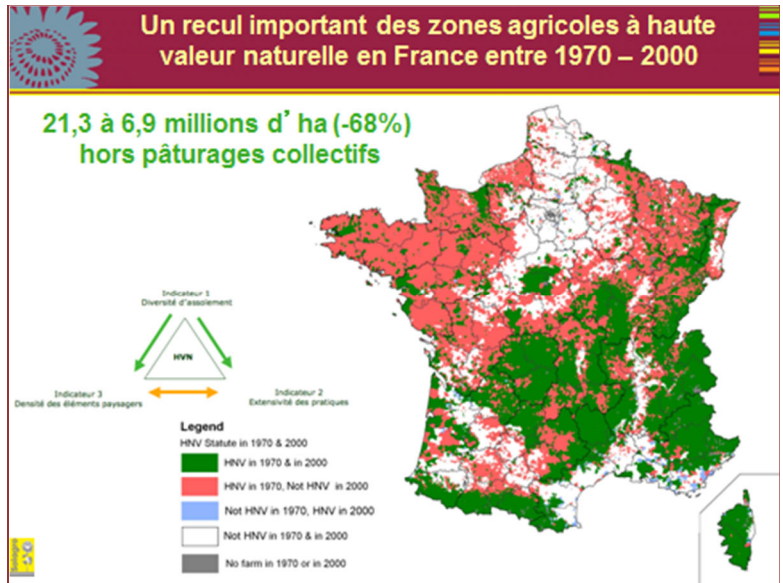 Un recul important des zones agricoles à haute
valeur naturelle en France entre 1970 – 2000
21,3 à 6,9 millions d’ ha (-68%)
hors pâturages collectifs
Indicateur 1
Diversité d'assolement
HVN
Indicateur 3
Densité des éléments paysagers
Indicateur 2
Extensivité des pratiques
Legend
HNV Statute in 1970 & 2000
HNV in 1970 & in 2000
HNV in 1970, Not HNV in 2000
Not HNV in 1970, HNV in 2000
Not HNV in 1970 & in 2000
No farm in 1970 or in 2000
Solagro